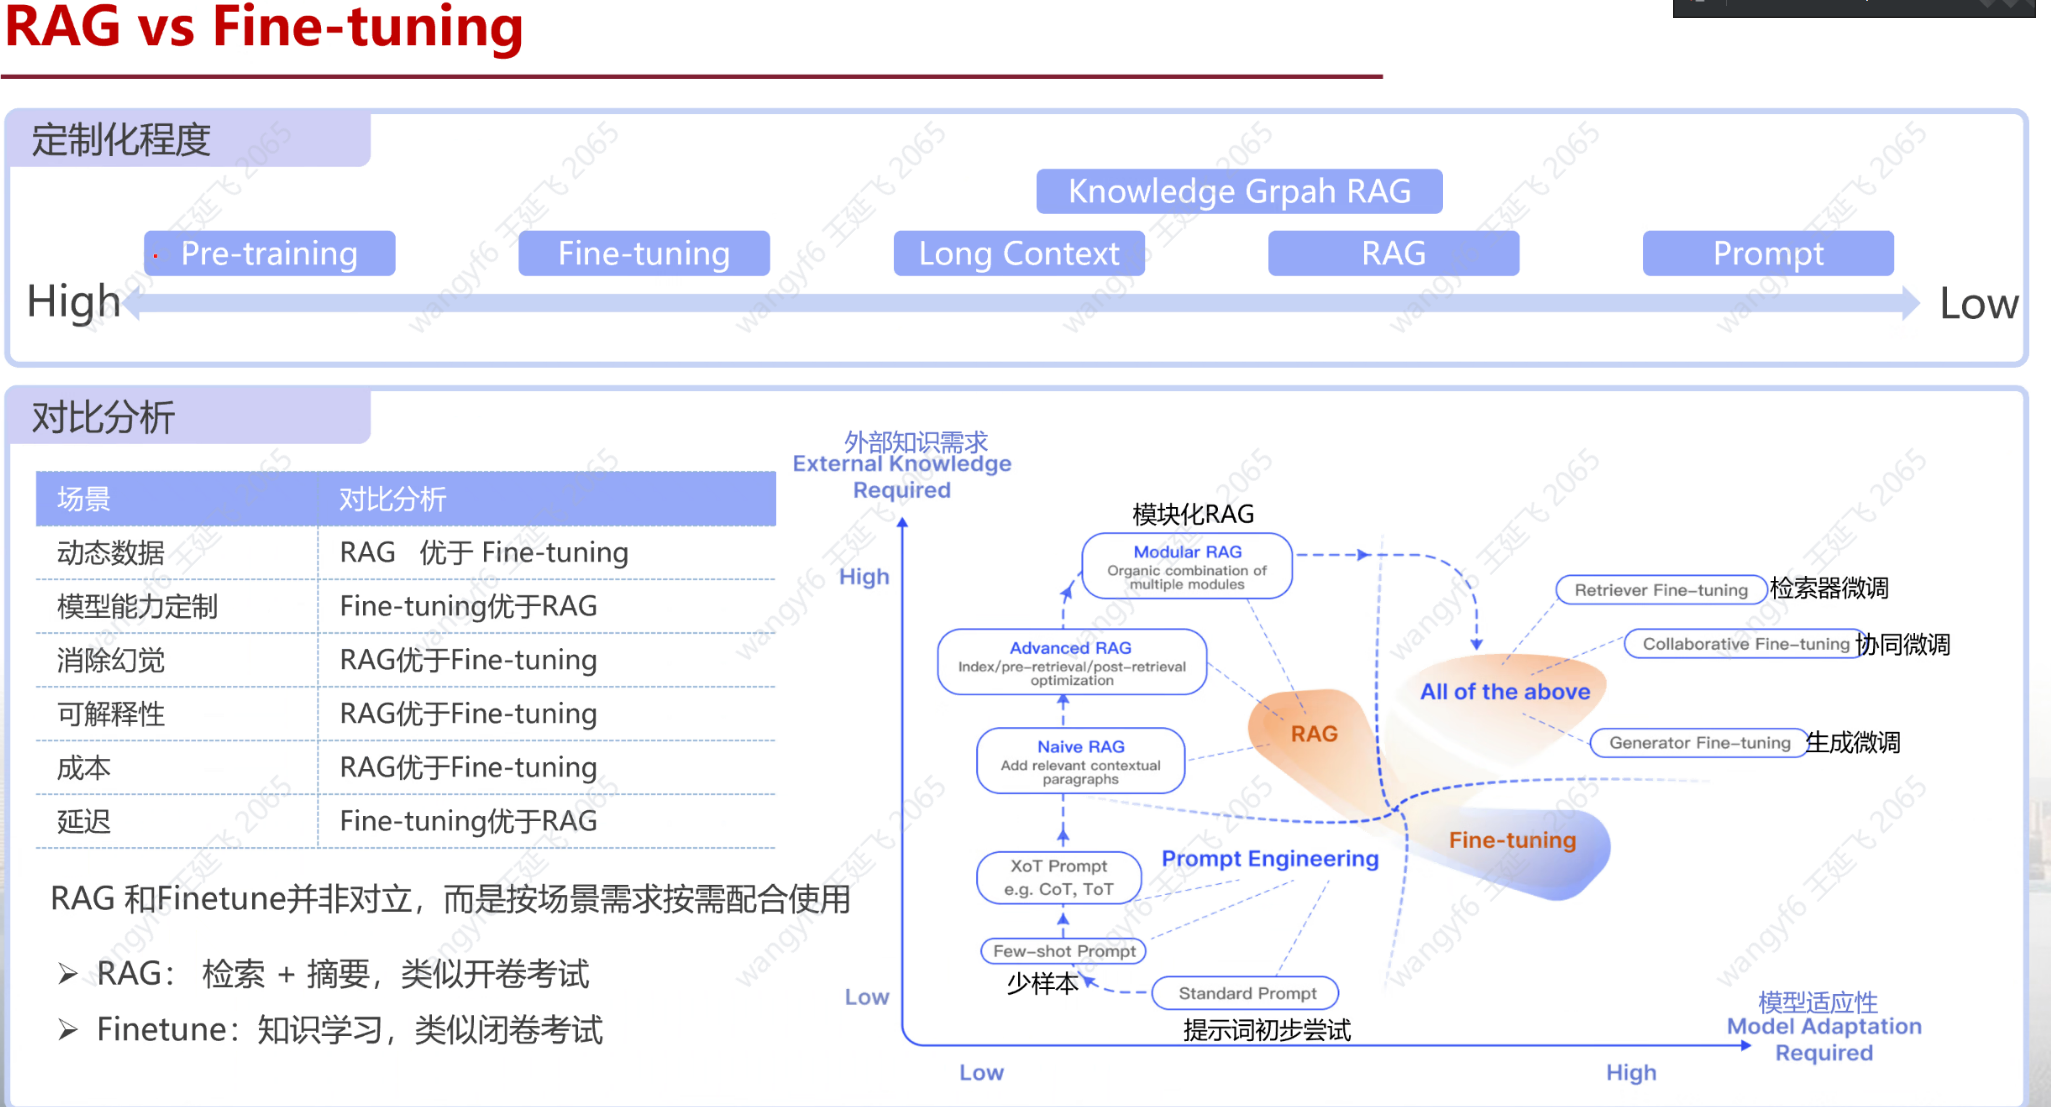 RAG vs Fine-tuning
定制化程度
Knowledge Grpah RAG
Pre-training
Fine-tuning
Long Context
RAG
Prompt
High
Low
对比分析
场景 对比分析
动态数据 RAG 优于 Fine-tuning
模型能力定制 Fine-tuning优于RAG
消除幻觉 RAG优于Fine-tuning
可解释性 RAG优于Fine-tuning
成本 RAG优于Fine-tuning
延迟 Fine-tuning优于RAG
RAG 和Finetune并非对立，而是按场景需求按需配合使用
➢ RAG： 检索 + 摘要，类似开卷考试
➢ Finetune：知识学习，类似闭卷考试
外部知识需求
External Knowledge
Required
High
模块化RAG
Modular RAG
Organic combination of
multiple modules
Advanced RAG
Index/pre-retrieval/post-retrieval
optimization
Naive RAG
Add relevant contextual
paragraphs
XoT Prompt
e.g. CoT, ToT
Few-shot Prompt
少样本
Standard Prompt
提示词初步尝试
Prompt Engineering
RAG
All of the above
Fine-tuning
Retriever Fine-tuning 检索器微调
Collaborative Fine-tuning 协同微调
Generator Fine-tuning 生成微调
Low
Low
High
模型适应性
Model Adaptation
Required
wangyf6 王延飞 2065